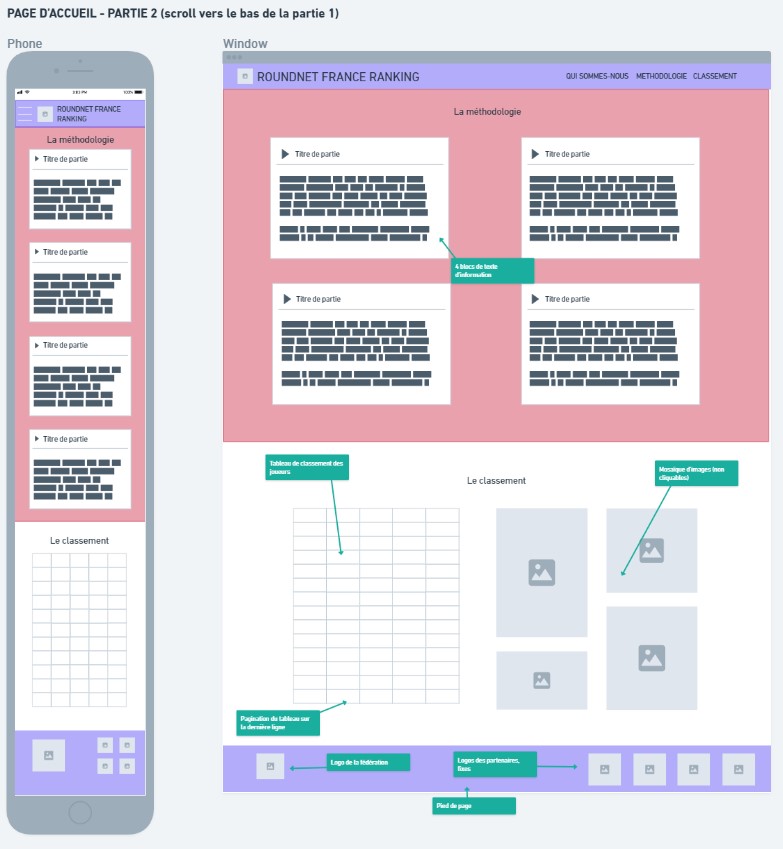 PAGE D'ACCUEIL - PARTIE 2 (scroll vers le bas de la partie 1)
Phone
ROUNDNET FRANCE
RANKING
La méthodologie
Titre de partie
Titre de partie
Titre de partie
Titre de partie
Le classement
Window
ROUNDNET FRANCE RANKING
QUI SOMMES-NOUS
METHODOLOGIE
CLASSEMENT
La méthodologie
Titre de partie
Titre de partie
4 blocs de texte
d'information
Titre de partie
Titre de partie
Tableau de classement des
joueurs
Le classement
Mosaique d'images (non
cliquables)
Pagination du tableau sur
la dernière ligne
Logo de la fédération
Logos des partenaires,
fixes
Pied de page